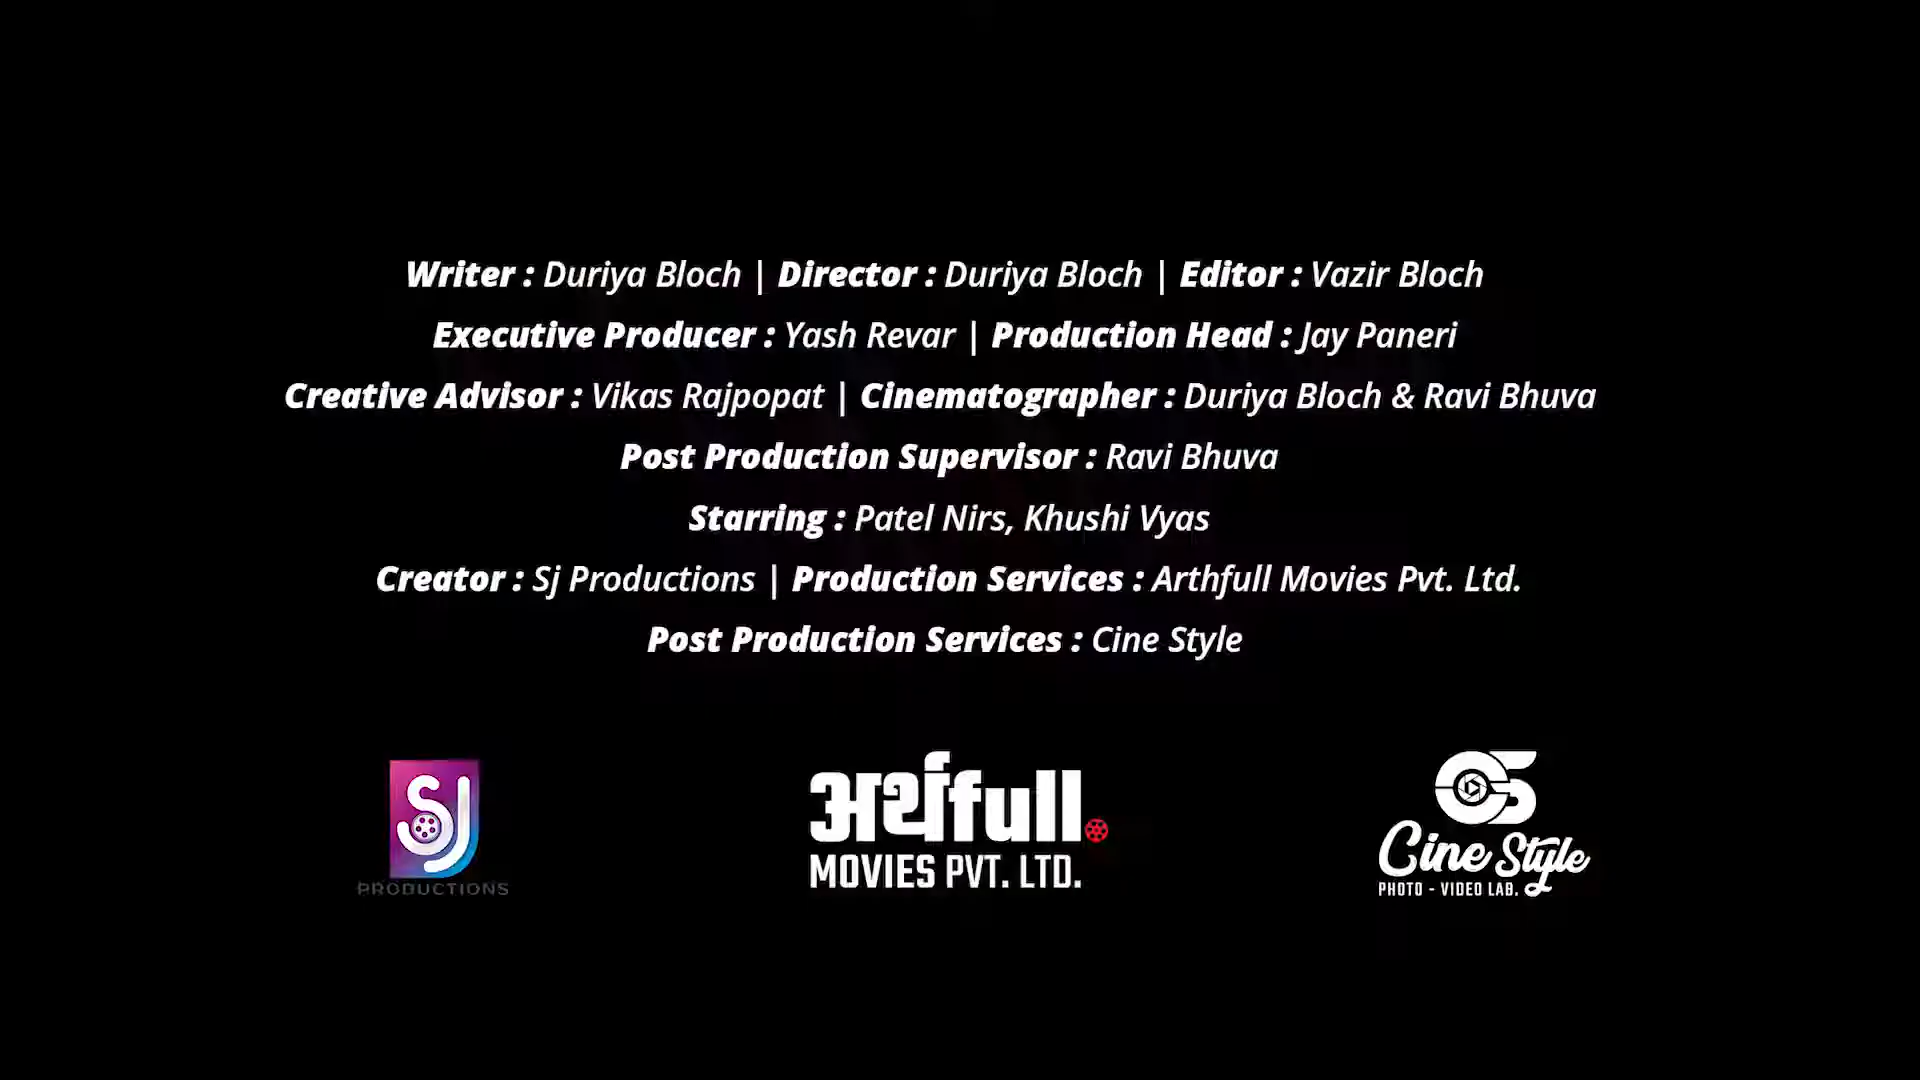 Writer : Duriya Bloch | Director : Duriya Bloch | Editor : Vazir Bloch
Executive Producer : Yash Revar | Production Head : Jay Paneri
Creative Advisor : Vikas Rajpopat | Cinematographer : Duriya Bloch & Ravi Bhuva
Post Production Supervisor : Ravi Bhuva
Starring : Patel Nirs, Khushi Vyas
Creator : Sj Productions | Production Services : Arthfull Movies Pvt. Ltd.
Post Production Services : Cine Style
SJ
PRODUCTIONS
अर्थfull.
MOVIES PVT. LTD.
CS
Cine Style
PHOTO - VIDEO LAB.